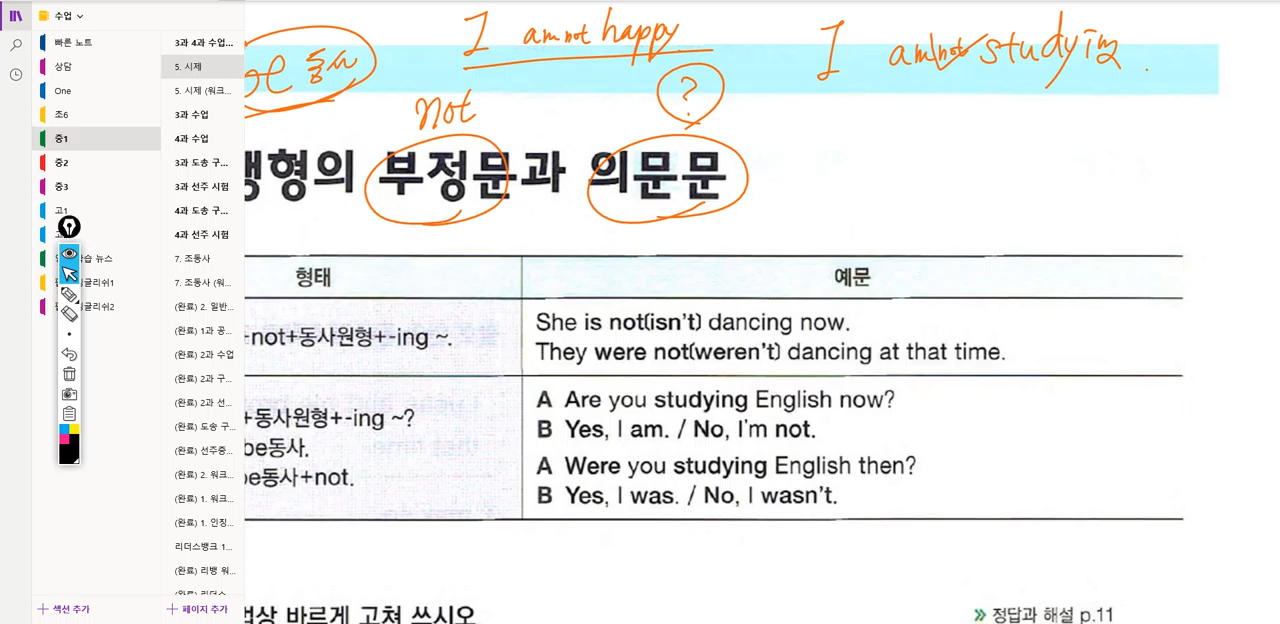 수업
빠른 노트
상담
One
초6
중1
중2
중3
고1
습 뉴스
글리쉬1
글리쉬2
섹션 추가
3과 4과 수업...
5. 시제
5. 시제 (워크...
3과 수업
4과 수업
3과 도송 구...
3과 선주 시험
4과 도송 구...
4과 선주 시험
7. 조동사
7. 조동사 (워...
(완료) 2. 일반...
(완료) 1과 공...
(완료) 2과 수업
(완료) 2과 구...
(완료) 2과 선...
(완료) 도송 구...
(완료) 선주중...
(완료) 2. 워크...
(완료) 1. 워크...
(완료) 1. 인칭...
리더스뱅크 1...
(완료) 리뱅 워...
페이지 추가
동사
I am not happy
I am not studying
not
?
행형의 부정문과 의문문
형태
예문
not+동사원형+-ing ~.
She is not(isn't) dancing now.
They were not(weren't) dancing at that time.
+동사원형+-ing ~?
be동사.
be동사+not.
A Are you studying English now?
B Yes, I am. / No, I'm not.
A Were you studying English then?
B Yes, I was. / No, I wasn't.
법상 바르게 고쳐 쓰시오
정답과 해설 p.11